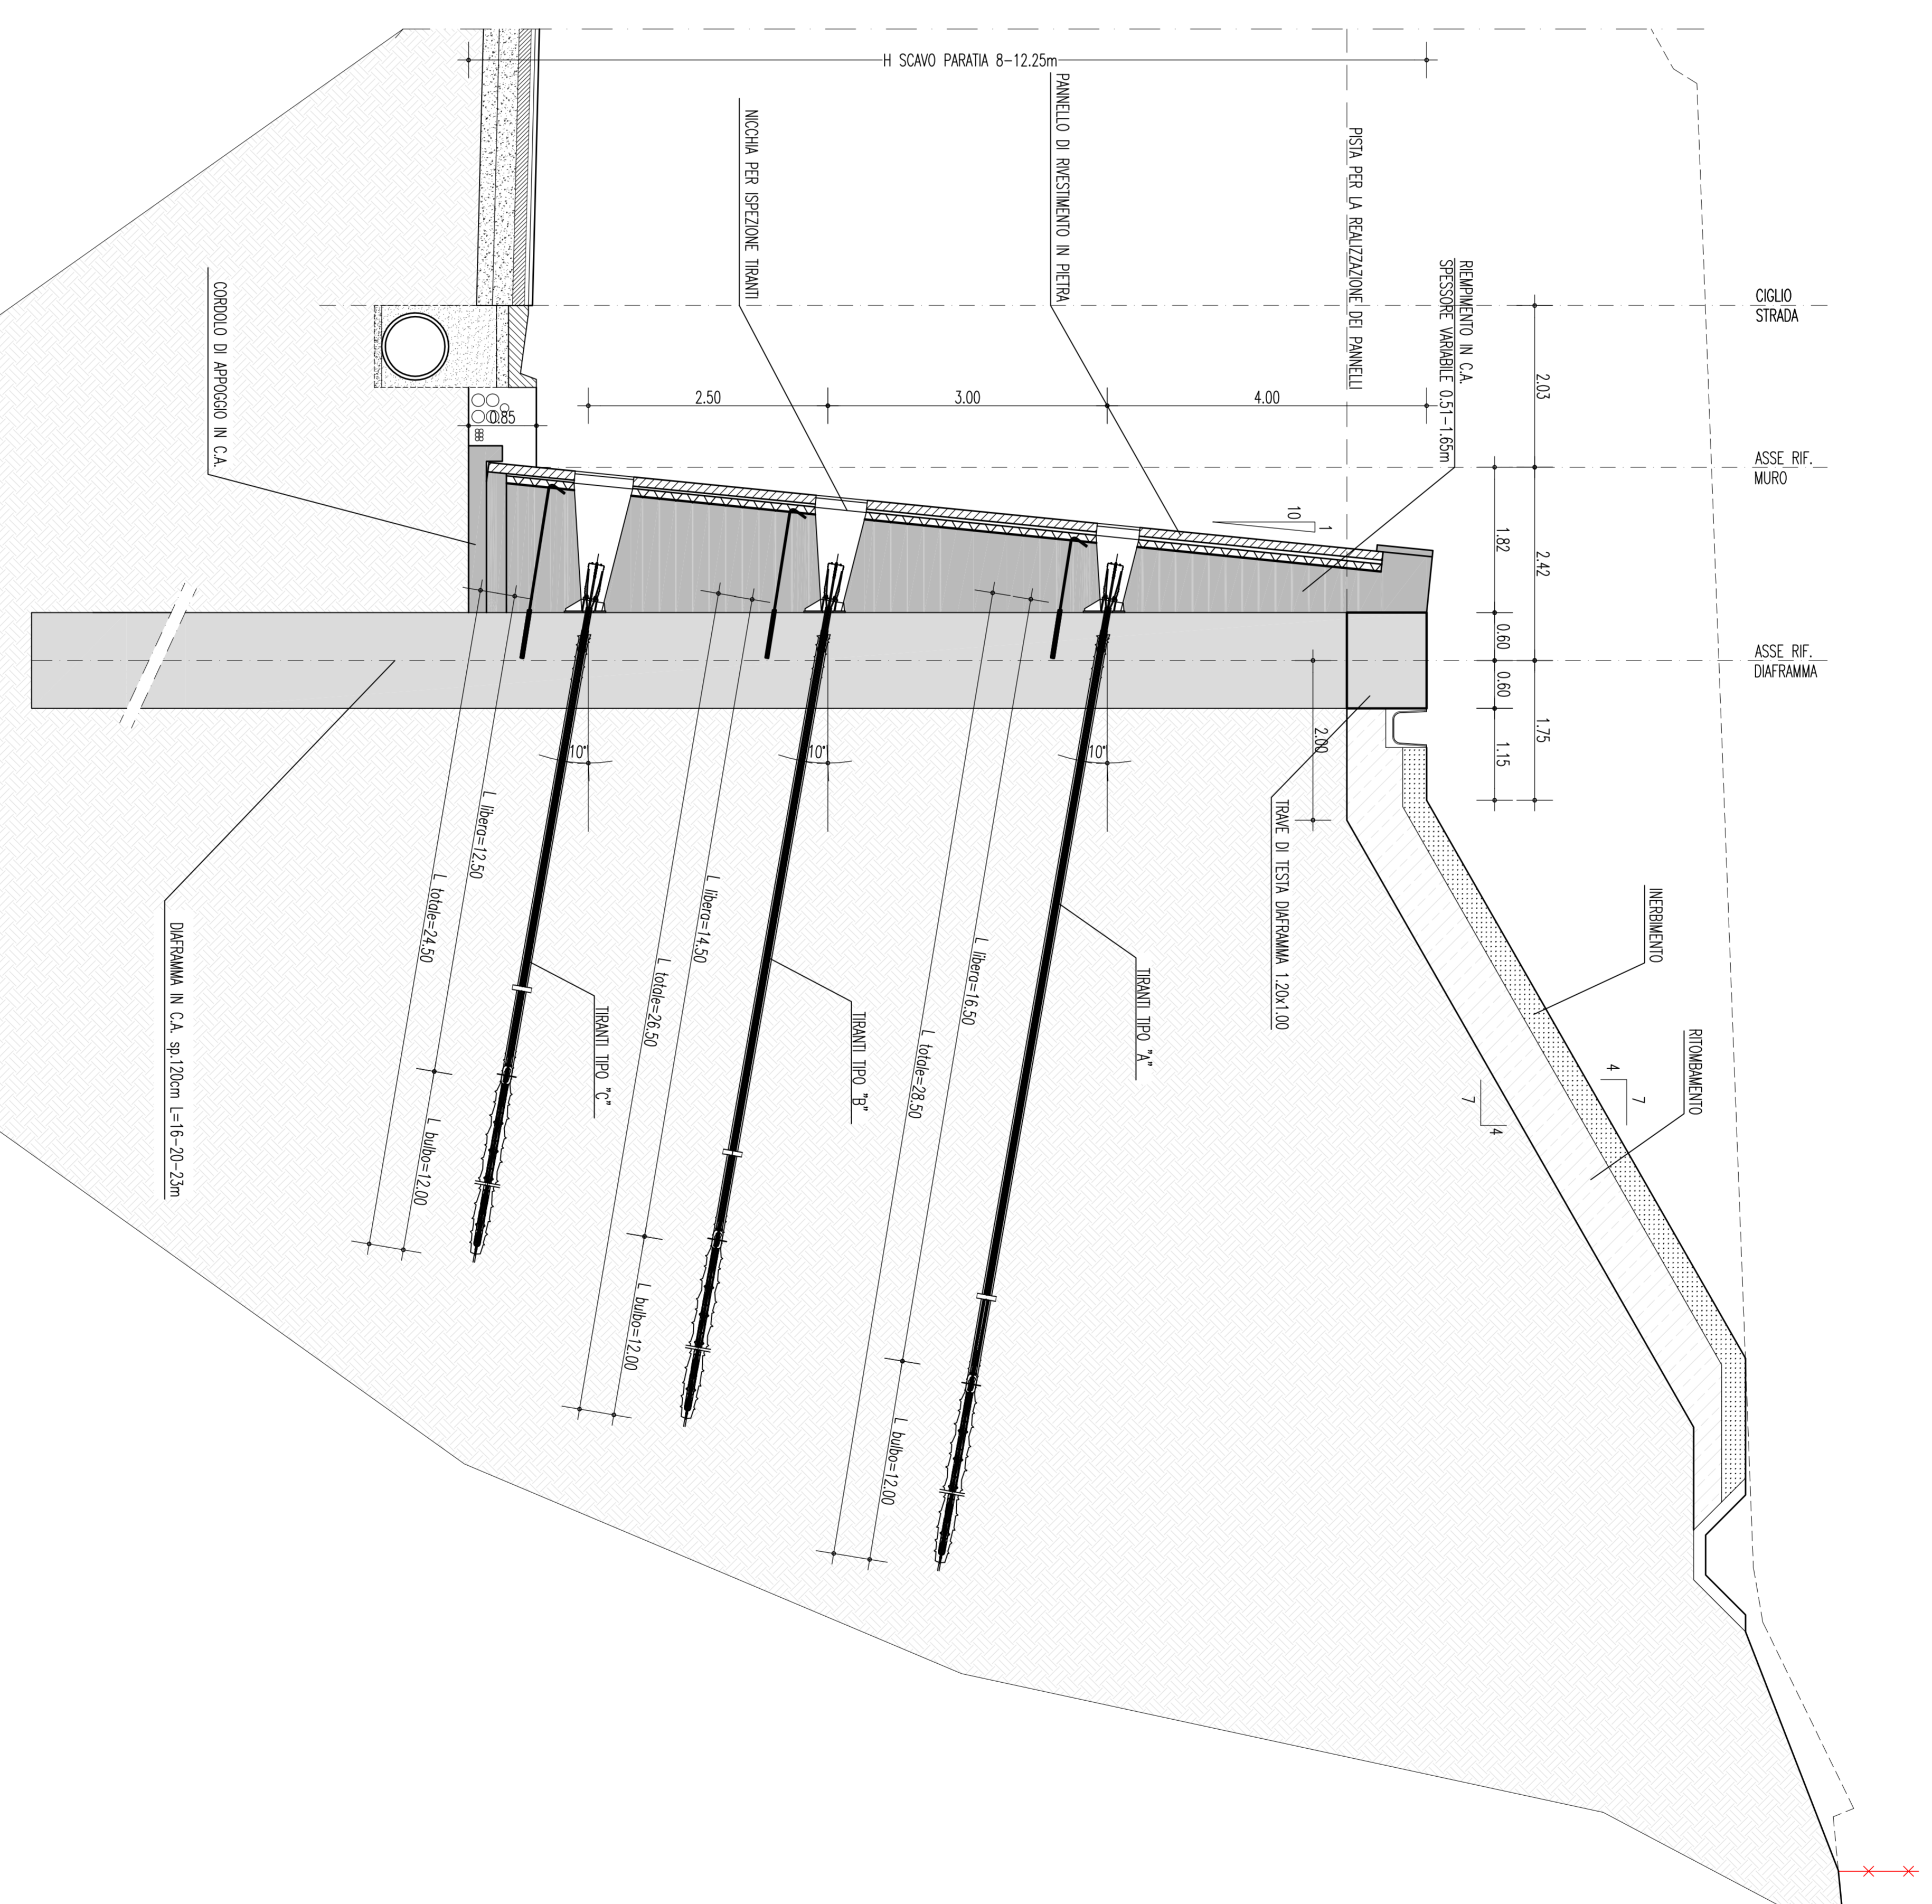 H SCAVO PARATIA 8-12.25m
PANNELLO DI RIVESTIMENTO IN PIETRA
NICCHIA PER ISPEZIONE TIRANTI
PISTA PER LA REALIZZAZIONE DEI PANNELLI
RIEMPIMENTO IN C.A.
SPESSORE VARIABILE 0.51-1.65m
CIGLIO
STRADA
CORDOLO DI APPOGGIO IN C.A.
2.03
2.50
3.00
4.00
0.85
ASSE RIF.
MURO
10
1
1.82
2.42
0.60
ASSE RIF.
DIAFRAMMA
0.60
1.75
1.15
2.00
10°
10°
10°
TRAVE DI TESTA DIAFRAMMA 1.20x1.00
L libera=12.50
L totale=24.50
L bulbo=12.00
L libera=14.50
L totale=26.50
L bulbo=12.00
L libera=16.50
L totale=28.50
L bulbo=12.00
INERBIMENTO
RITOMBAMENTO
4
7
7
4
TIRANTI TIPO "A"
TIRANTI TIPO "B"
TIRANTI TIPO "C"
DIAFRAMMA IN C.A. sp.120cm L=16-20-23m